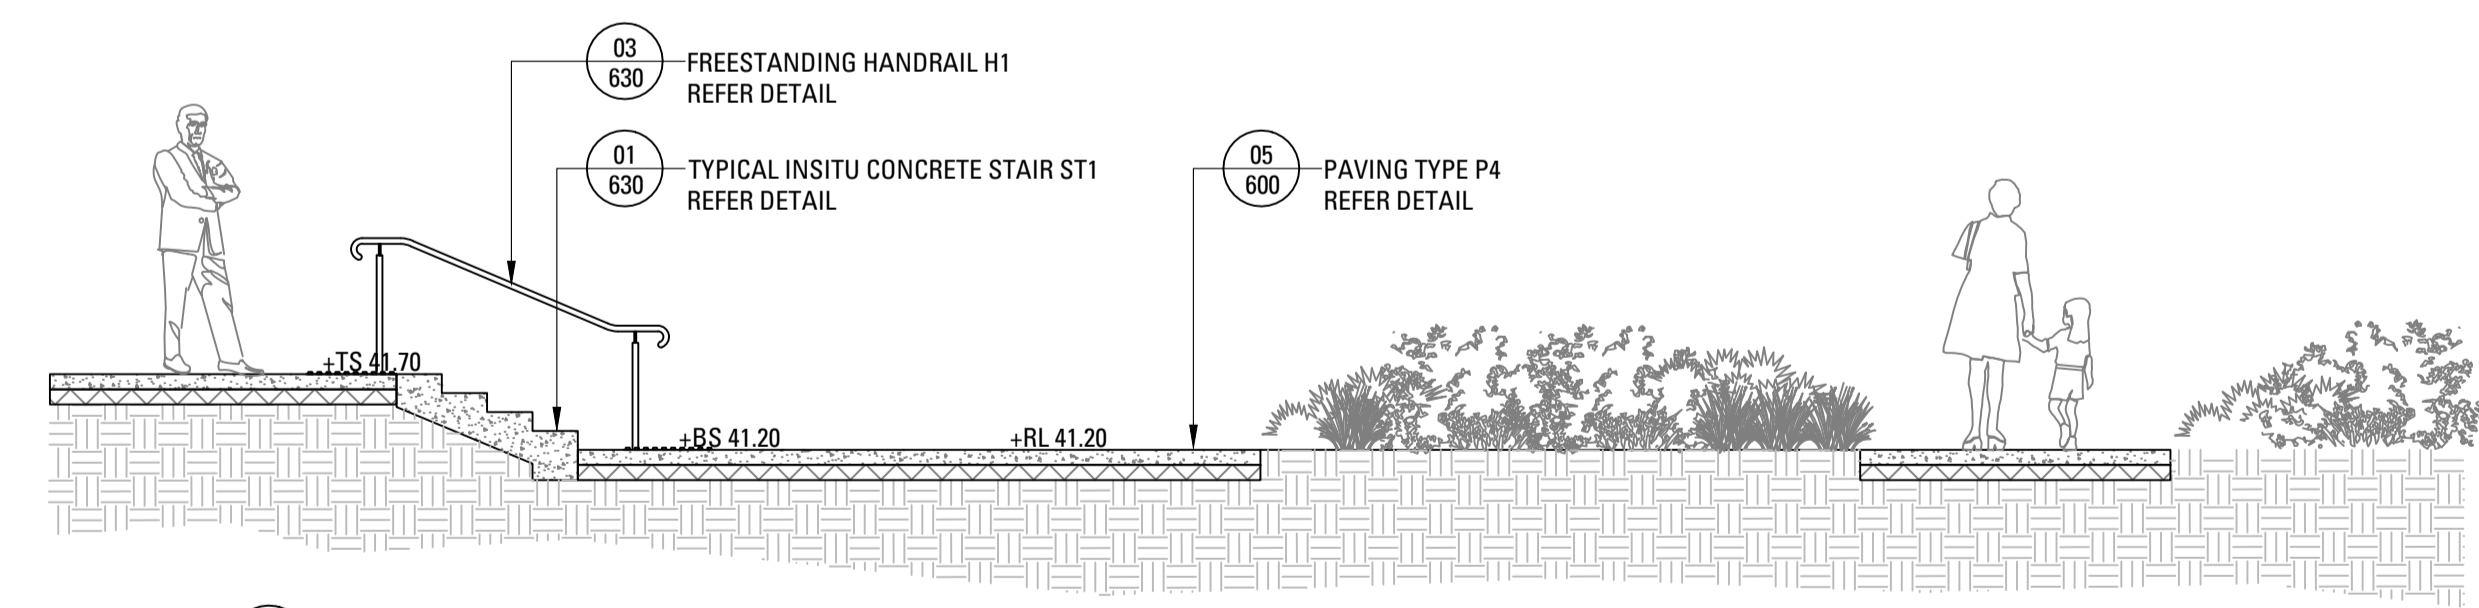 03
630
FREESTANDING HANDRAIL H1
REFER DETAIL
01
630
TYPICAL INSITU CONCRETE STAIR ST1
REFER DETAIL
05
600
PAVING TYPE P4
REFER DETAIL
+TS 41.70
+BS 41.20
+RL 41.20